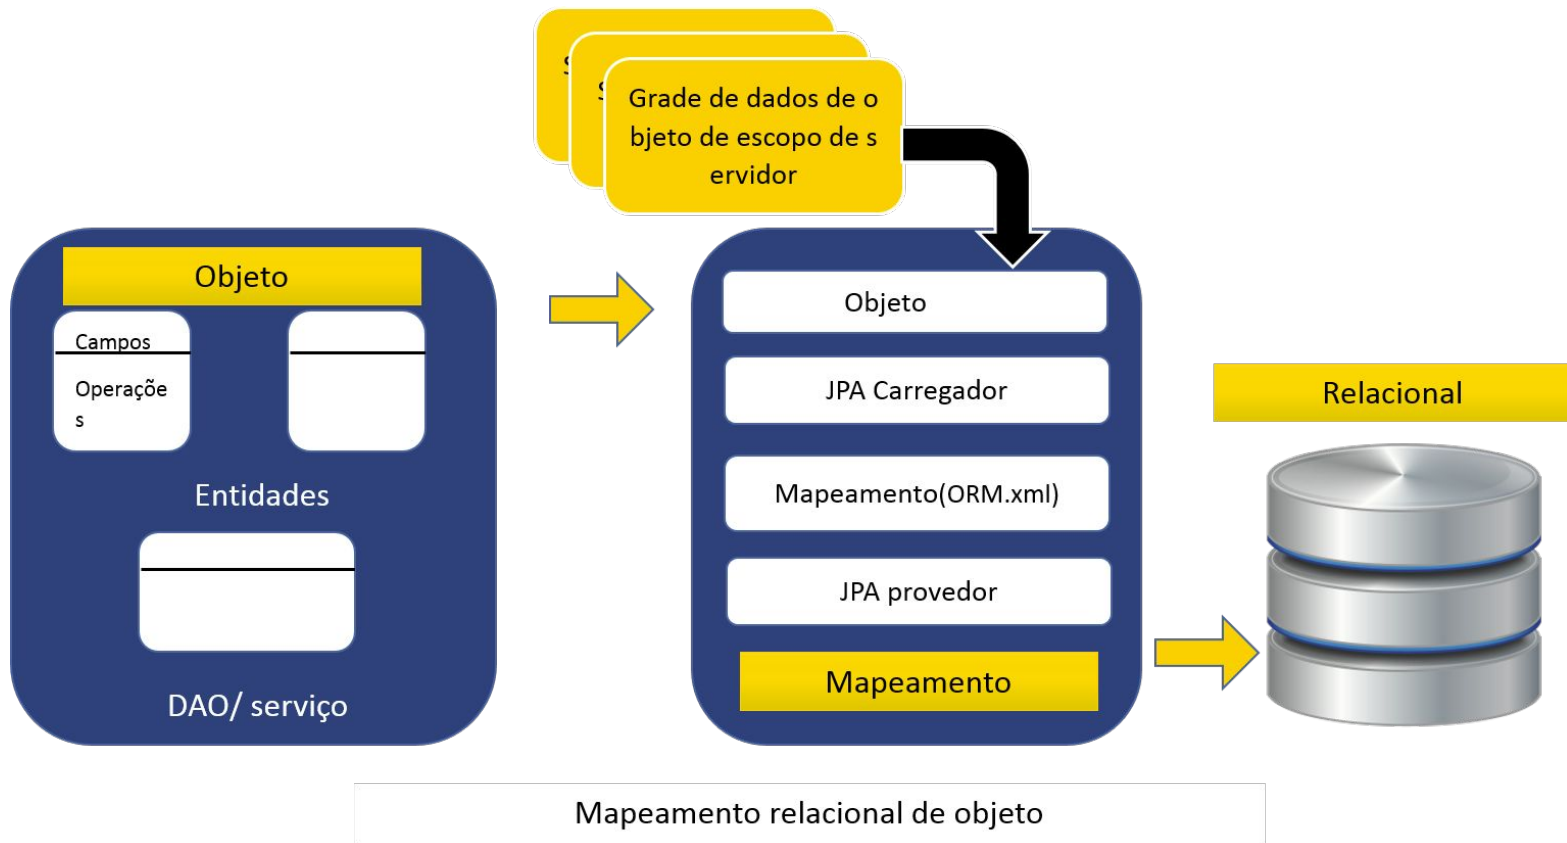 S
S
Grade de dados de o
bjeto de escopo de s
ervidor
Objeto
Campos
Operaçõe
s
Entidades
DAO/ serviço
Objeto
JPA Carregador
Mapeamento(ORM.xml)
JPA provedor
Mapeamento
Relacional
Mapeamento relacional de objeto